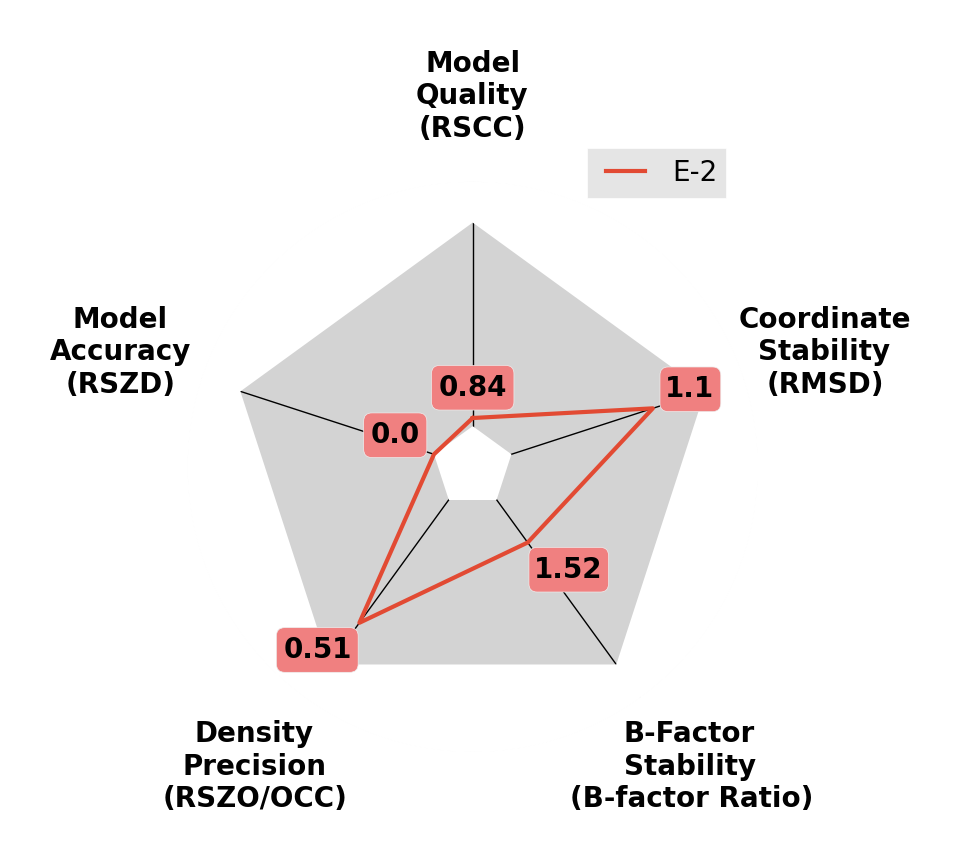 Model
Quality
(RSCC)
E-2
Model
Accuracy
(RSZD)
Coordinate
Stability
(RMSD)
0.84
1.1
0.0
1.52
0.51
Density
Precision
(RSZO/OCC)
B-Factor
Stability
(B-factor Ratio)